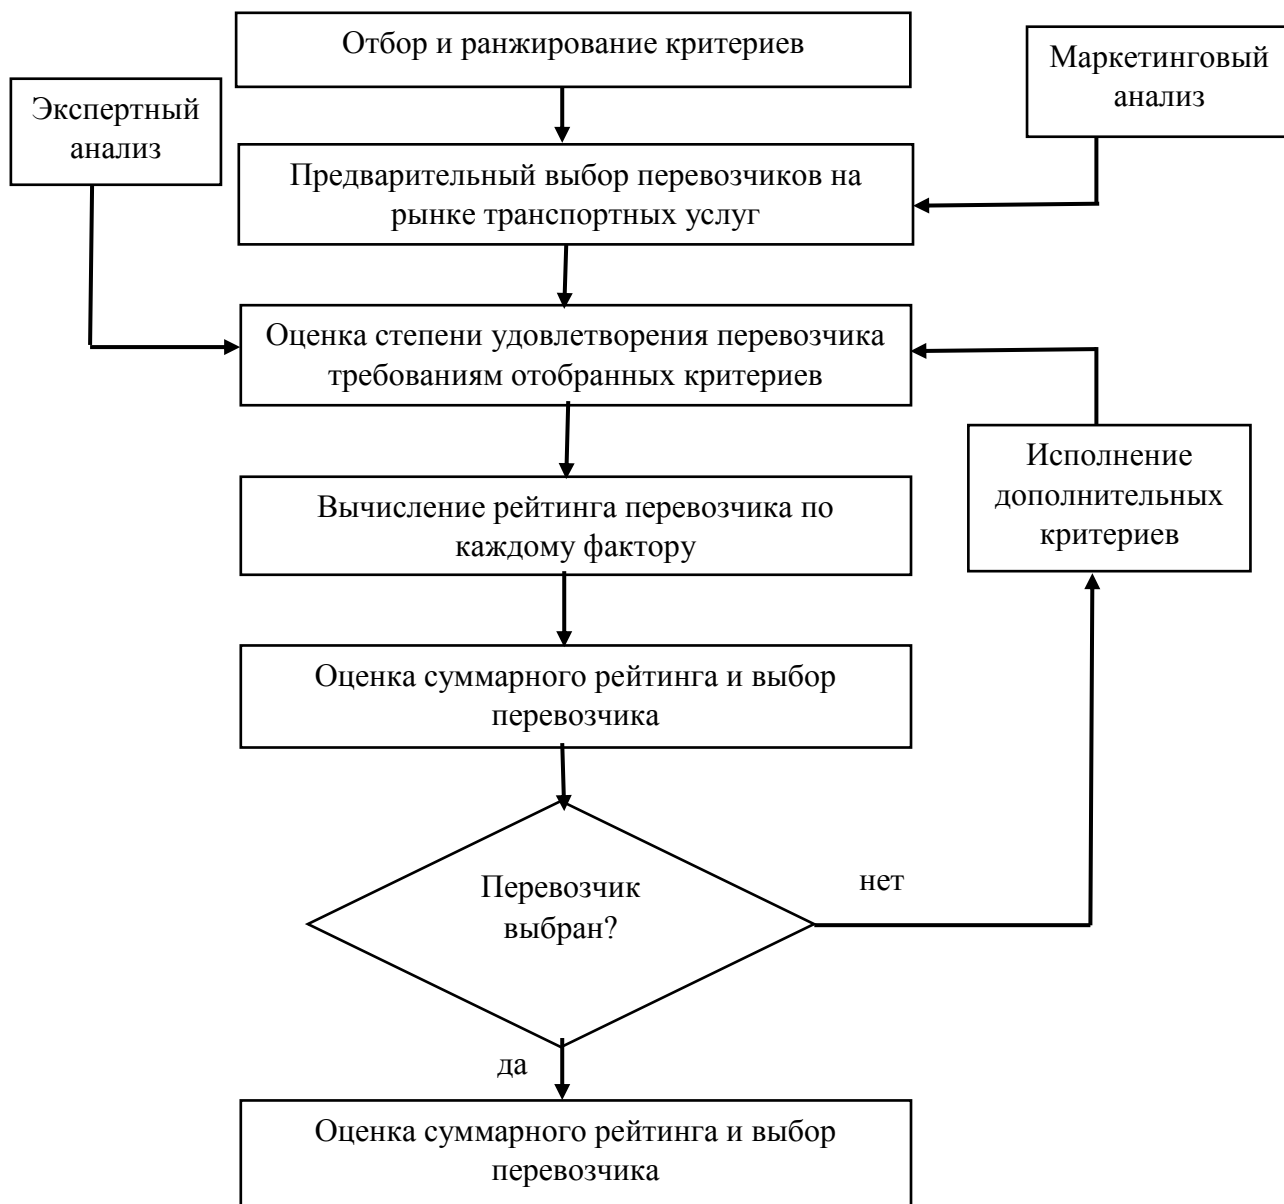 Отбор и ранжирование критериев
Маркетинговый
анализ
Экспертный
анализ
Предварительный выбор перевозчиков на
рынке транспортных услуг
Оценка степени удовлетворения перевозчика
требованиям отобранных критериев
Исполнение
дополнительных
критериев
Вычисление рейтинга перевозчика по
каждому фактору
Оценка суммарного рейтинга и выбор
перевозчика
Перевозчик
выбран?
нет
да
Оценка суммарного рейтинга и выбор
перевозчика